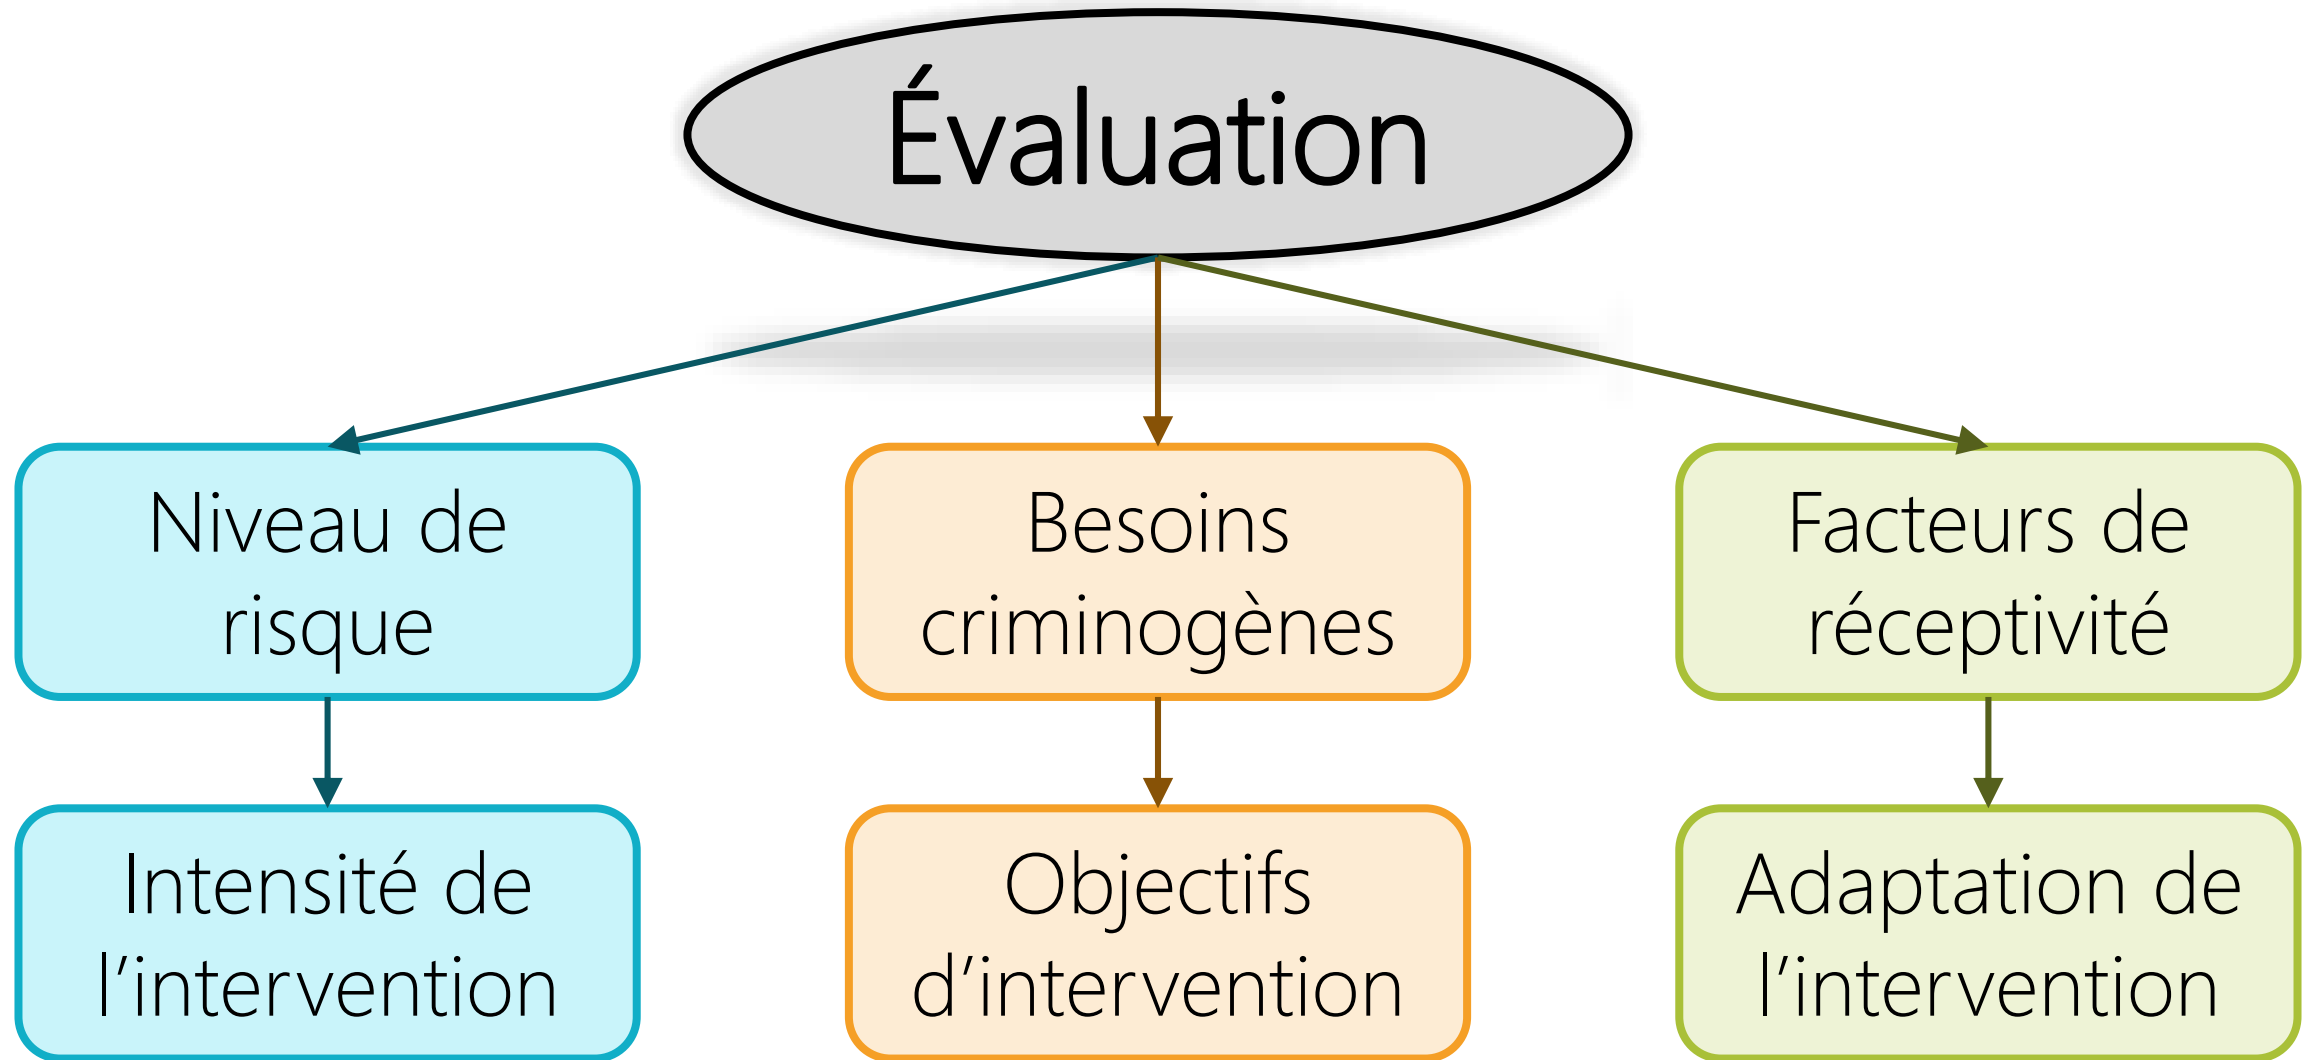 Évaluation
Niveau de
risque
Besoins
criminogènes
Facteurs de
réceptivité
Intensité de
l’intervention
Objectifs
d’intervention
Adaptation de
l’intervention